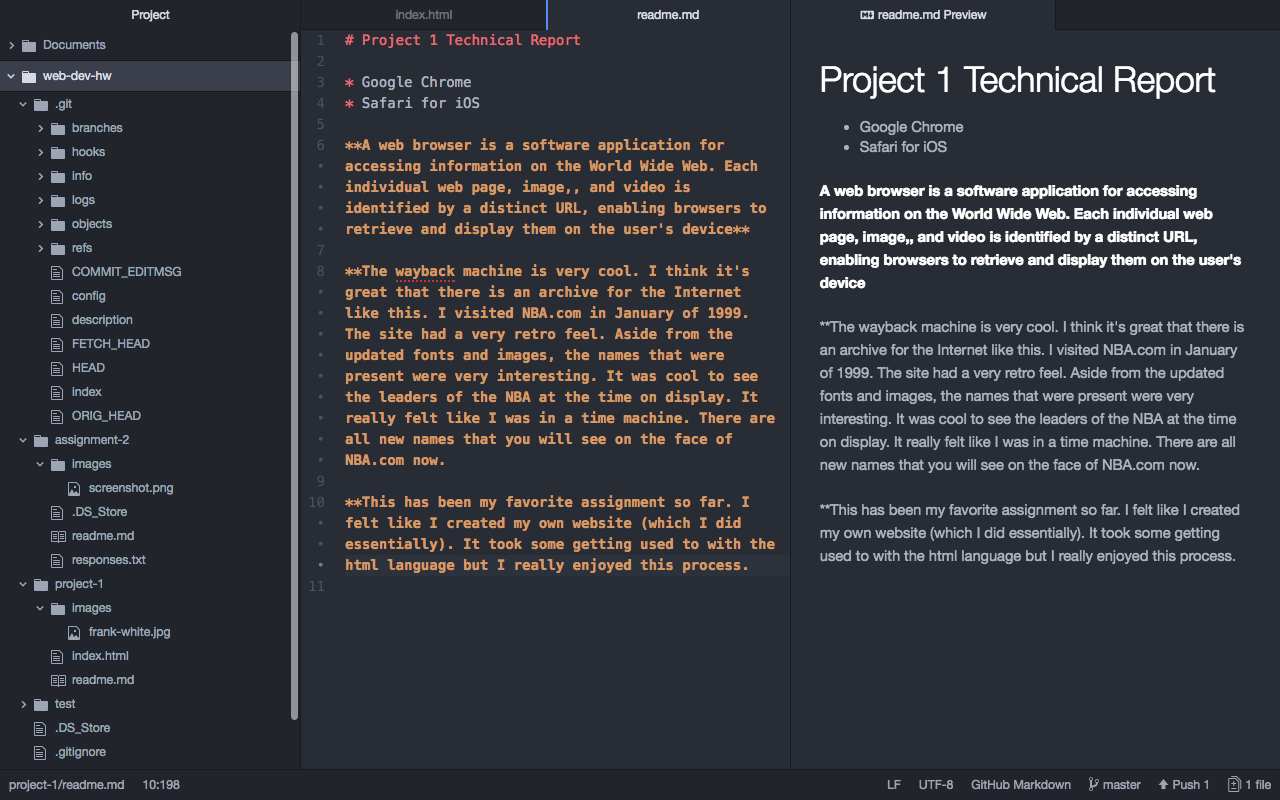 Project
Documents
web-dev-hw
.git
branches
hooks
info
logs
objects
refs
COMMIT_EDITMSG
config
description
FETCH_HEAD
HEAD
index
ORIG_HEAD
assignment-2
images
screenshot.png
.DS_Store
readme.md
responses.txt
project-1
images
frank-white.jpg
index.html
readme.md
test
.DS_Store
.gitignore
index.html
readme.md
1 # Project 1 Technical Report
2
3 * Google Chrome
4 * Safari for iOS
5
6 **A web browser is a software application for
• accessing information on the World Wide Web. Each
• individual web page, image,, and video is
• identified by a distinct URL, enabling browsers to
• retrieve and display them on the user's device**
7
8 **The wayback machine is very cool. I think it's
• great that there is an archive for the Internet
• like this. I visited NBA.com in January of 1999.
• The site had a very retro feel. Aside from the
• updated fonts and images, the names that were
• present were very interesting. It was cool to see
• the leaders of the NBA at the time on display. It
• really felt like I was in a time machine. There are
• all new names that you will see on the face of
• NBA.com now.
9
10 **This has been my favorite assignment so far. I
• felt like I created my own website (which I did
• essentially). It took some getting used to with the
• html language but I really enjoyed this process.
11
readme.md Preview
Project 1 Technical Report
• Google Chrome
• Safari for iOS
A web browser is a software application for accessing
information on the World Wide Web. Each individual web
page, image,, and video is identified by a distinct URL,
enabling browsers to retrieve and display them on the user's
device
**The wayback machine is very cool. I think it's great that there is
an archive for the Internet like this. I visited NBA.com in January
of 1999. The site had a very retro feel. Aside from the updated
fonts and images, the names that were present were very
interesting. It was cool to see the leaders of the NBA at the time
on display. It really felt like I was in a time machine. There are all
new names that you will see on the face of NBA.com now.
**This has been my favorite assignment so far. I felt like I created
my own website (which I did essentially). It took some getting
used to with the html language but I really enjoyed this process.
project-1/readme.md 10:198
LF UTF-8 GitHub Markdown master Push 1 1 file